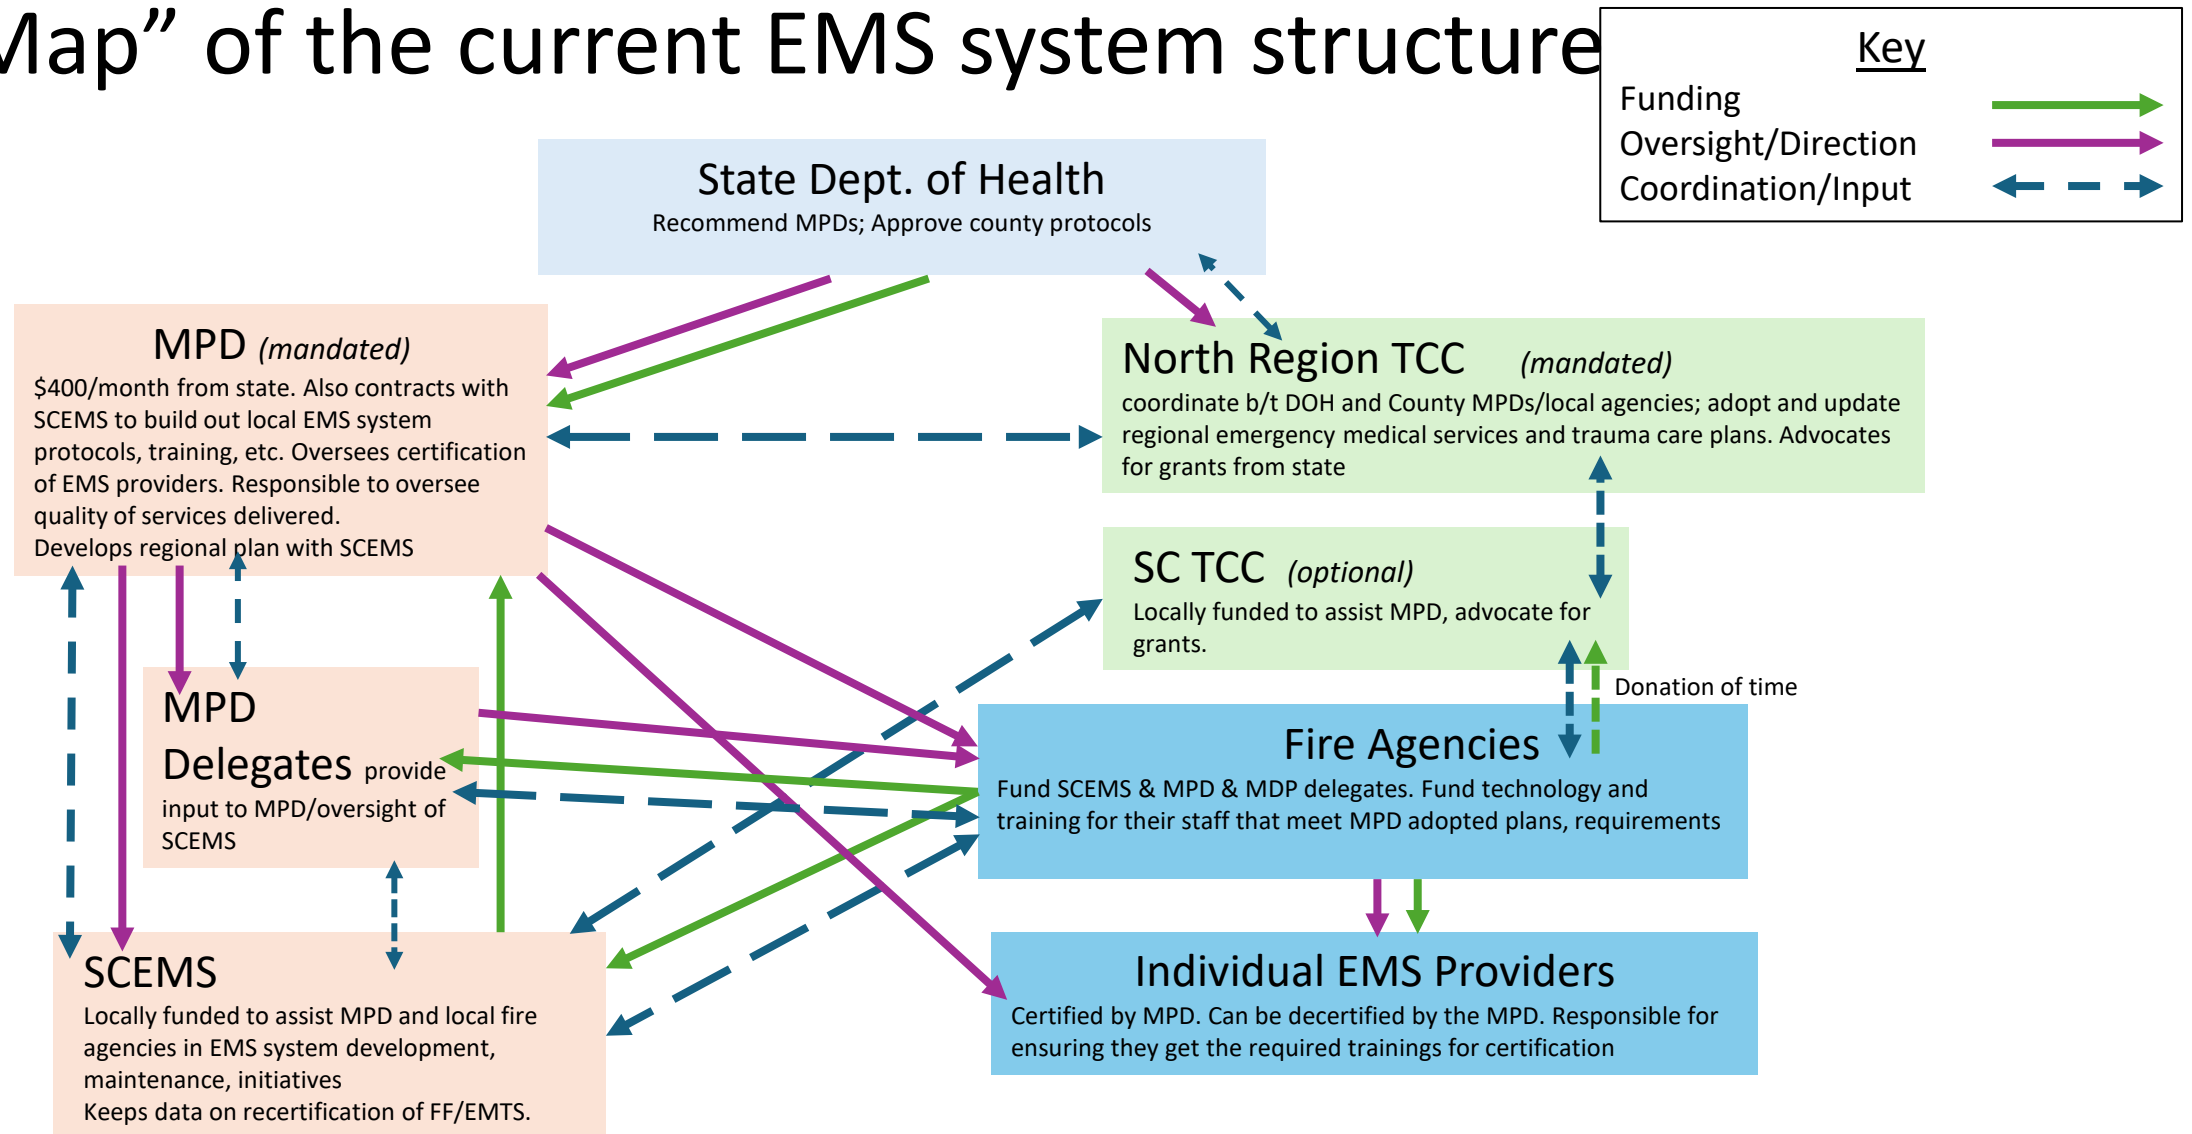 Map” of the current EMS system structure
Key
Funding
Oversight/Direction
Coordination/Input
State Dept. of Health
Recommend MPDs; Approve county protocols
MPD (mandated)
$400/month from state. Also contracts with
SCEMS to build out local EMS system
protocols, training, etc. Oversees certification
of EMS providers. Responsible to oversee
quality of services delivered.
Develops regional plan with SCEMS
North Region TCC (mandated)
coordinate b/t DOH and County MPDs/local agencies; adopt and update
regional emergency medical services and trauma care plans. Advocates
for grants from state
SC TCC (optional)
Locally funded to assist MPD, advocate for
grants.
Donation of time
MPD
Delegates provide
input to MPD/oversight of
SCEMS
Fire Agencies
Fund SCEMS & MPD & MDP delegates. Fund technology and
training for their staff that meet MPD adopted plans, requirements
SCEMS
Locally funded to assist MPD and local fire
agencies in EMS system development,
maintenance, initiatives
Keeps data on recertification of FF/EMTS.
Individual EMS Providers
Certified by MPD. Can be decertified by the MPD. Responsible for
ensuring they get the required trainings for certification